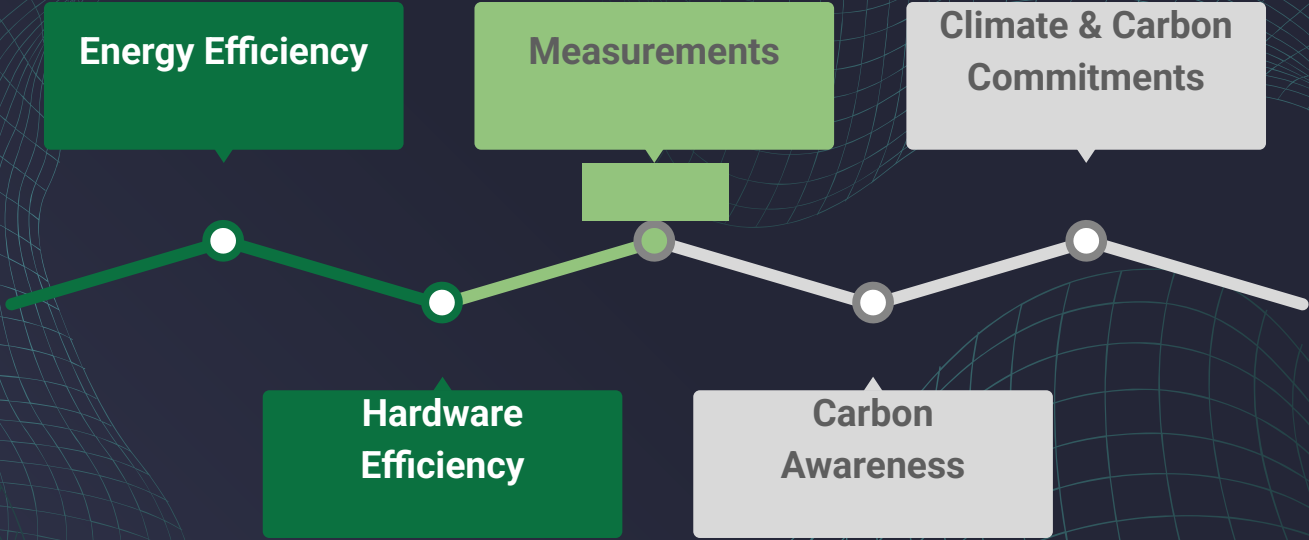 Energy Efficiency
Measurements
Climate & Carbon
Commitments
Hardware
Efficiency
Carbon
Awareness